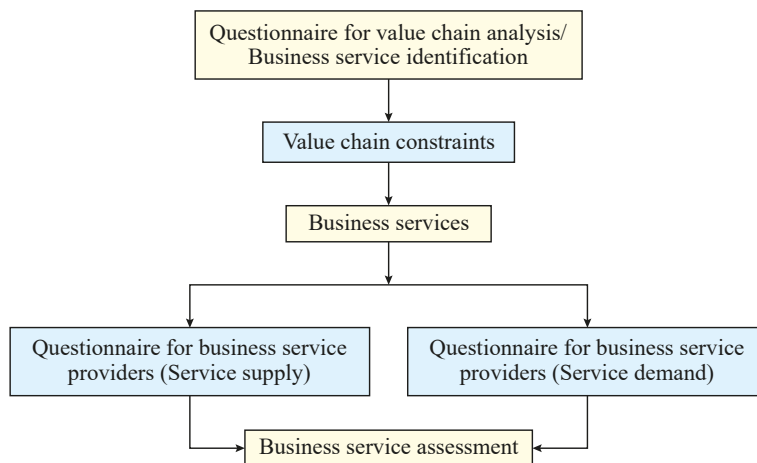 Questionnaire for value chain analysis/
Business service identification
Value chain constraints
Business services
Questionnaire for business service
providers (Service supply)
Questionnaire for business service
providers (Service demand)
Business service assessment